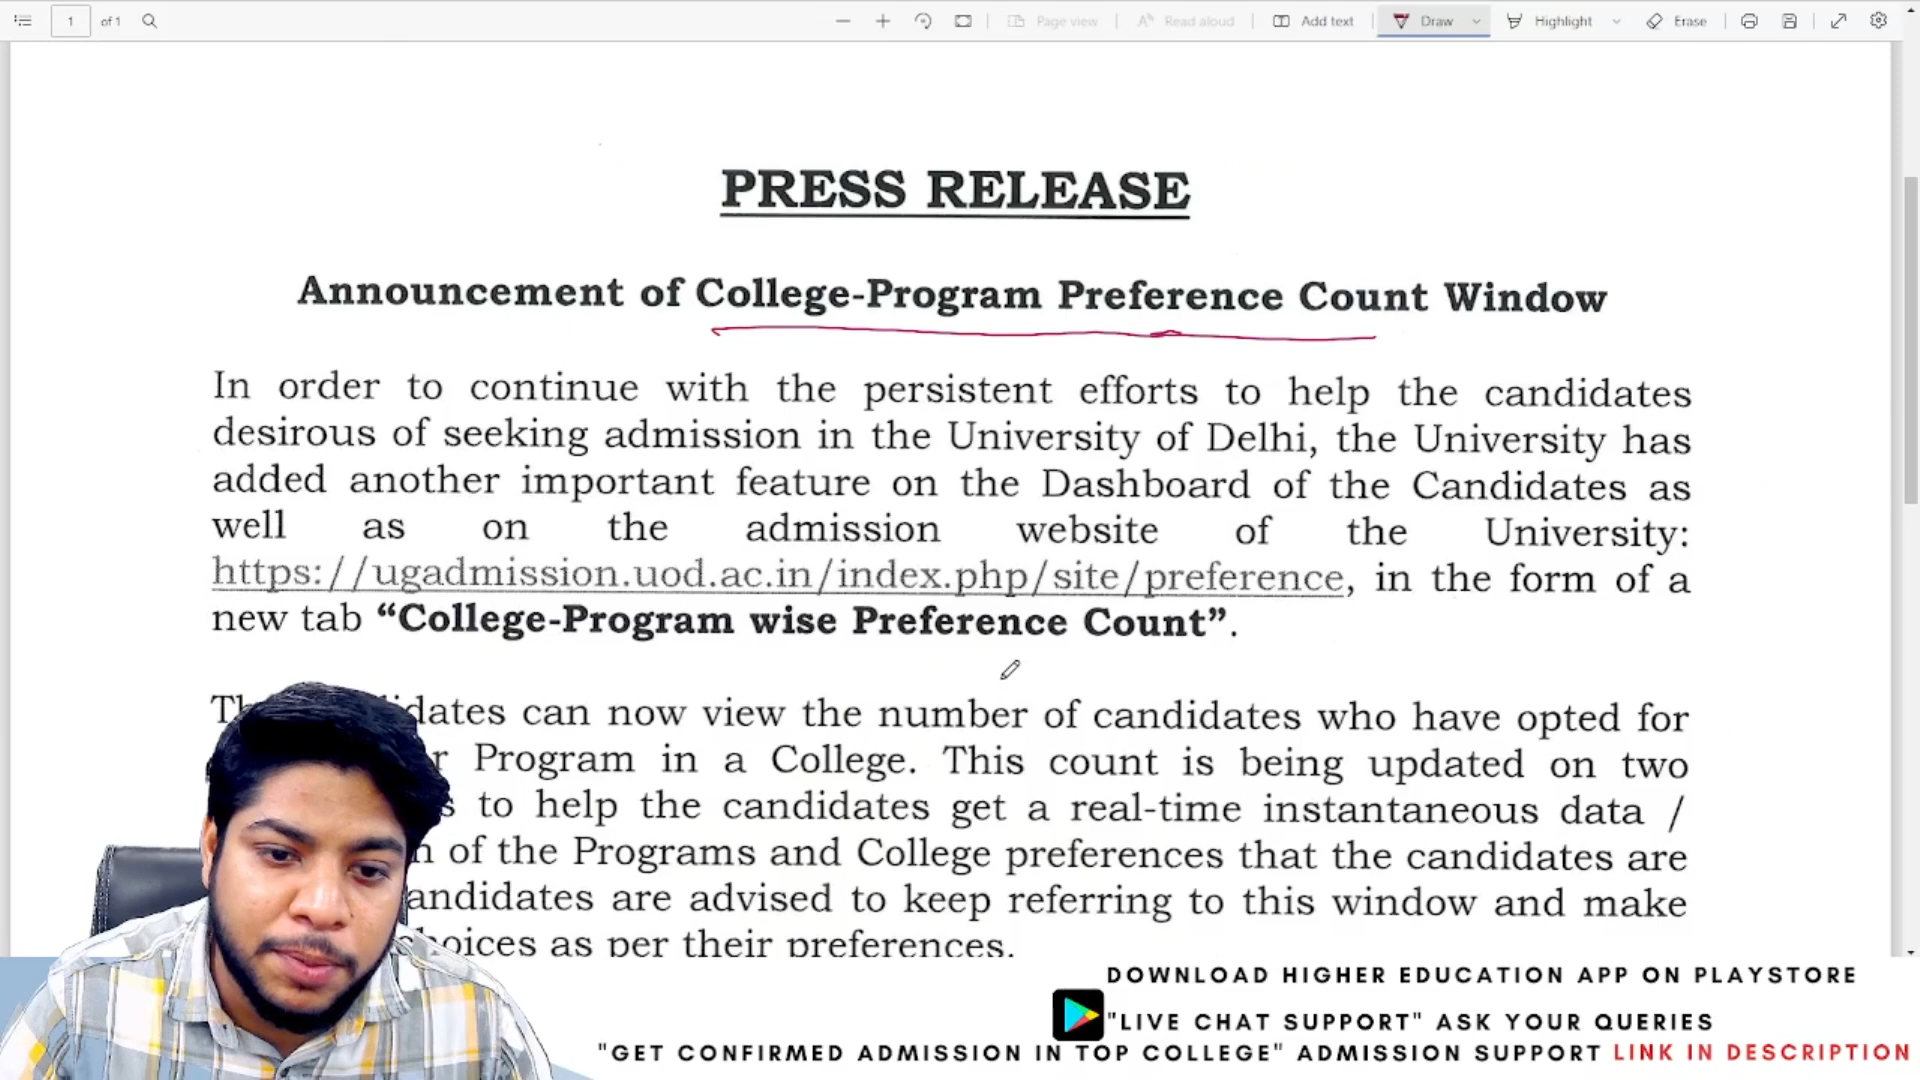 1 of 1 Page view Read aloud Add text Draw Highlight Erase
PRESS RELEASE
Announcement of College-Program Preference Count Window
In order to continue with the persistent efforts to help the candidates
desirous of seeking admission in the University of Delhi, the University has
added another important feature on the Dashboard of the Candidates as
well as on the admission website of the University:
https://ugadmission.uod.ac.in/index.php/site/preference, in the form of a
new tab “College-Program wise Preference Count”.
can now view the number of candidates who have opted for
Program in a College. This count is being updated on two
to help the candidates get a real-time instantaneous data /
of the Programs and College preferences that the candidates are
andidates are advised to keep referring to this window and make
hoices as per their preferences.
DOWNLOAD HIGHER EDUCATION APP ON PLAYSTORE
"LIVE CHAT SUPPORT" ASK YOUR QUERIES
"GET CONFIRMED ADMISSION IN TOP COLLEGE" ADMISSION SUPPORT LINK IN DESCRIPTION